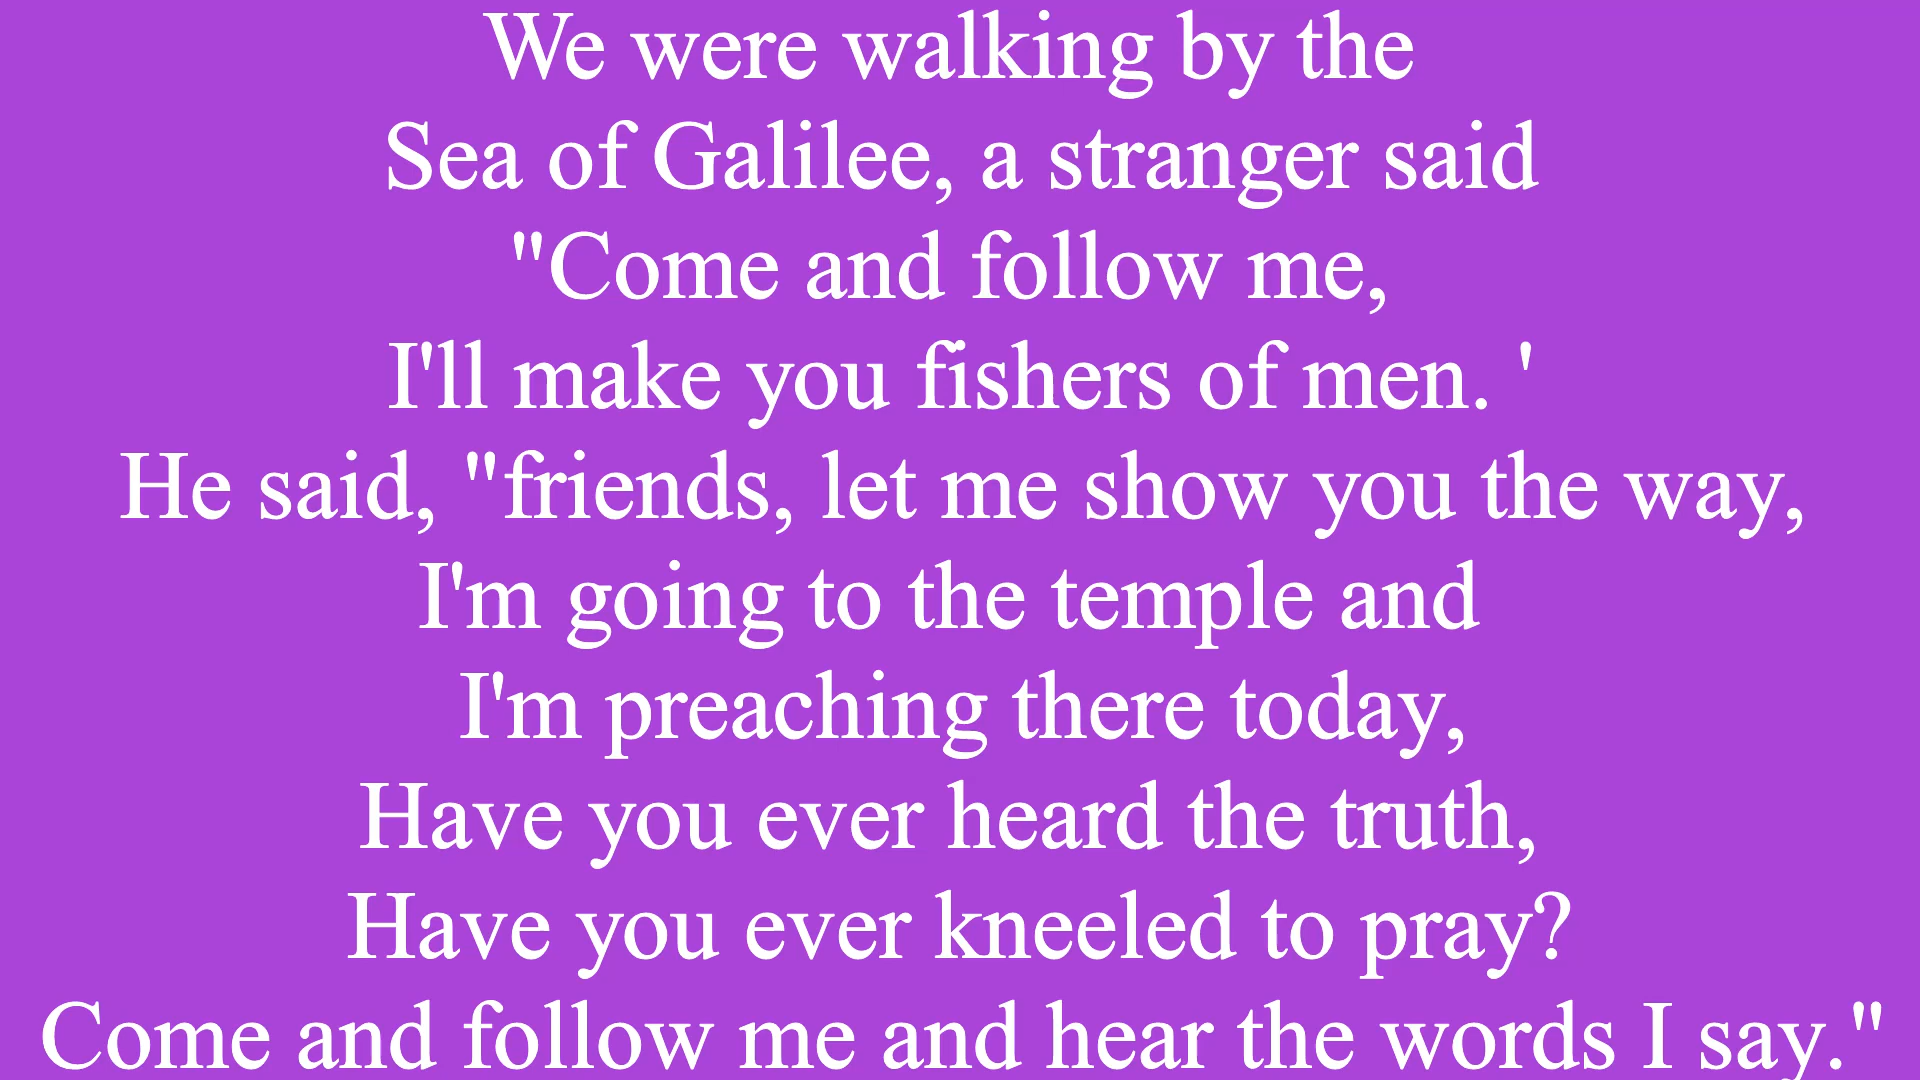 We were walking by the
Sea of Galilee, a stranger said
"Come and follow me,
I'll make you fishers of men. '
He said, "friends, let me show you the way,
I'm going to the temple and
I'm preaching there today,
Have you ever heard the truth,
Have you ever kneeled to pray?
Come and follow me and hear the words I say."